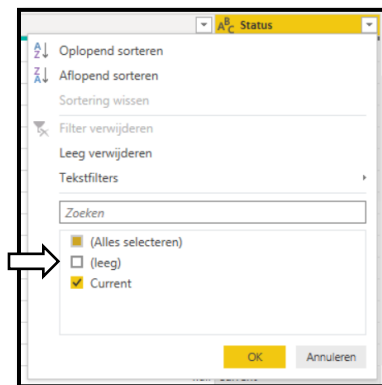 ABC Status
Oplopend sorteren
Aflopend sorteren
Sortering wissen
Filter verwijderen
Leeg verwijderen
Tekstfilters
Zoeken
(Alles selecteren)
(leeg)
Current
OK Annuleren